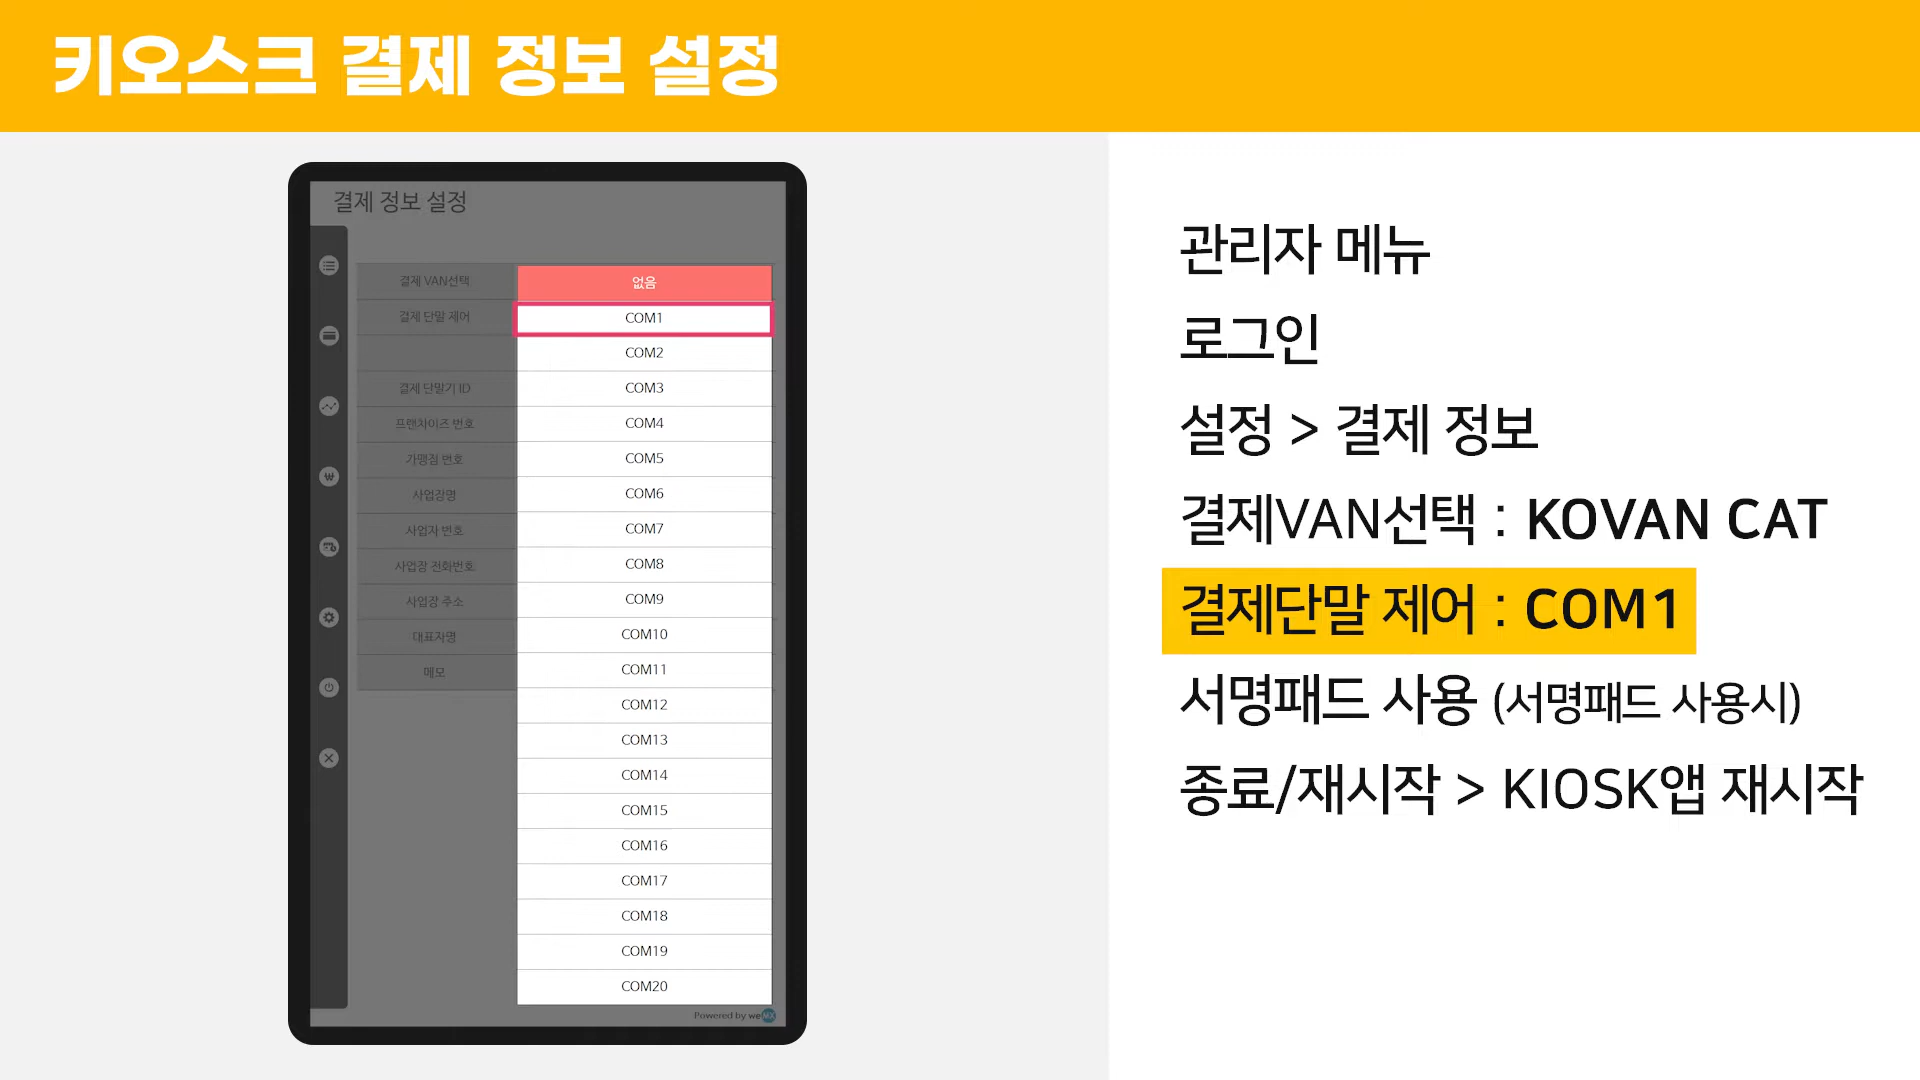 키오스크 결제 정보 설정
결제 정보 설정
결제 VAN선택
결제 단말 제어
결제 단말기 ID
프랜차이즈 번호
가맹점 번호
사업장명
사업자 번호
사업장 전화번호
사업장 주소
대표자명
메모
없음
COM1
COM2
COM3
COM4
COM5
COM6
COM7
COM8
COM9
COM10
COM11
COM12
COM13
COM14
COM15
COM16
COM17
COM18
COM19
COM20
Powered by weMX
관리자 메뉴
로그인
설정 > 결제 정보
결제VAN선택 : KOVAN CAT
결제단말 제어 : COM1
서명패드 사용 (서명패드 사용시)
종료/재시작 > KIOSK앱 재시작